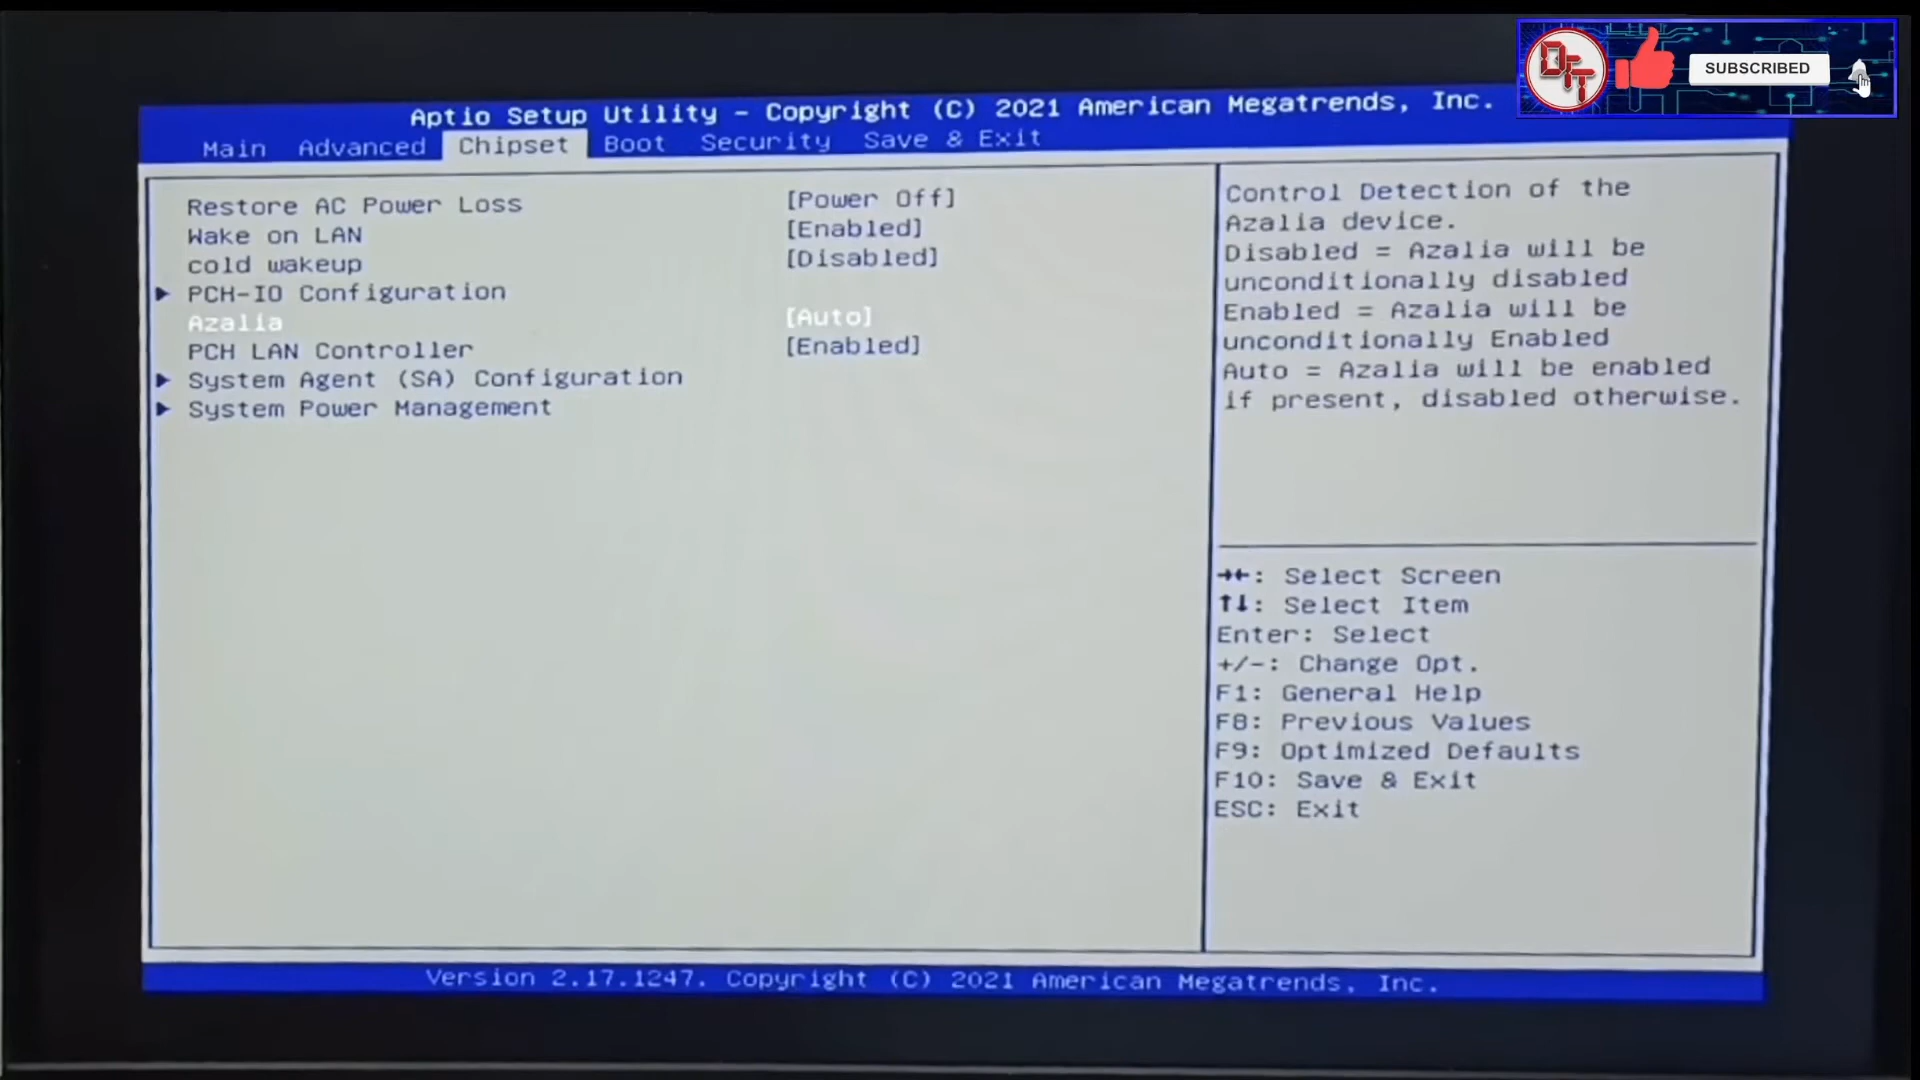 DFT
SUBSCRIBED
Aptio Setup Utility - Copyright (C) 2021 American Megatrends, Inc.
Main Advanced Chipset Boot Security Save & Exit
Restore AC Power Loss [Power Off]
Wake on LAN [Enabled]
cold wakeup [Disabled]
▶ PCH-IO Configuration
Azalia [Auto]
PCH LAN Controller [Enabled]
▶ System Agent (SA) Configuration
▶ System Power Management
Control Detection of the
Azalia device.
Disabled = Azalia will be
unconditionally disabled
Enabled = Azalia will be
unconditionally Enabled
Auto = Azalia will be enabled
if present, disabled otherwise.
→←: Select Screen
↑↓: Select Item
Enter: Select
+/-: Change Opt.
F1: General Help
F8: Previous Values
F9: Optimized Defaults
F10: Save & Exit
ESC: Exit
Version 2.17.1247. Copyright (C) 2021 American Megatrends, Inc.